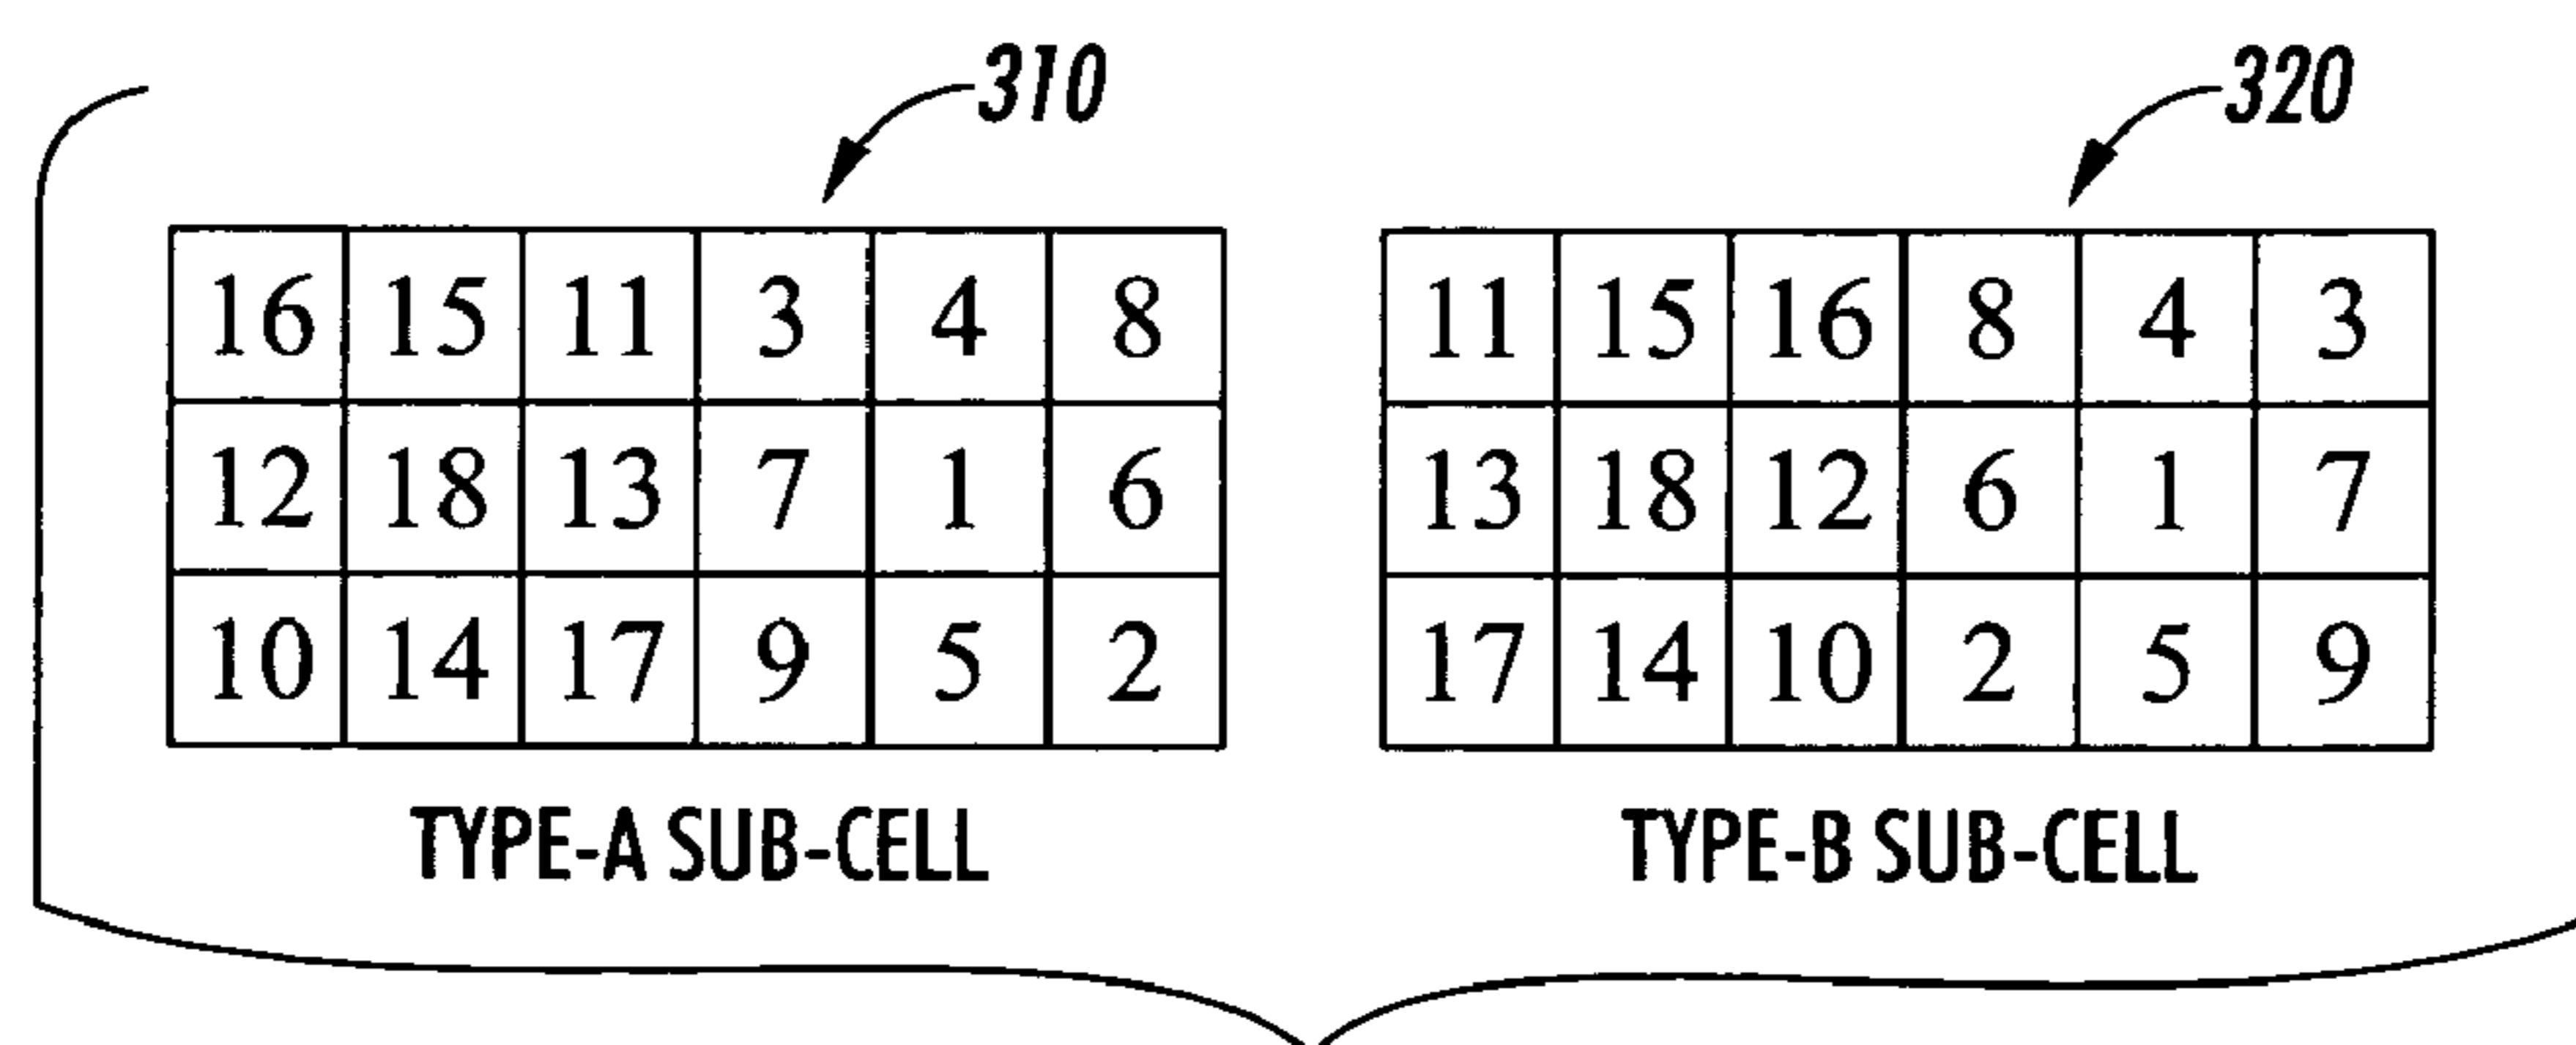 310 320
16 15 11 3 4 8 11 15 16 8 4 3
12 18 13 7 1 6 13 18 12 6 1 7
10 14 17 9 5 2 17 14 10 2 5 9
TYPE-A SUB-CELL TYPE-B SUB-CELL